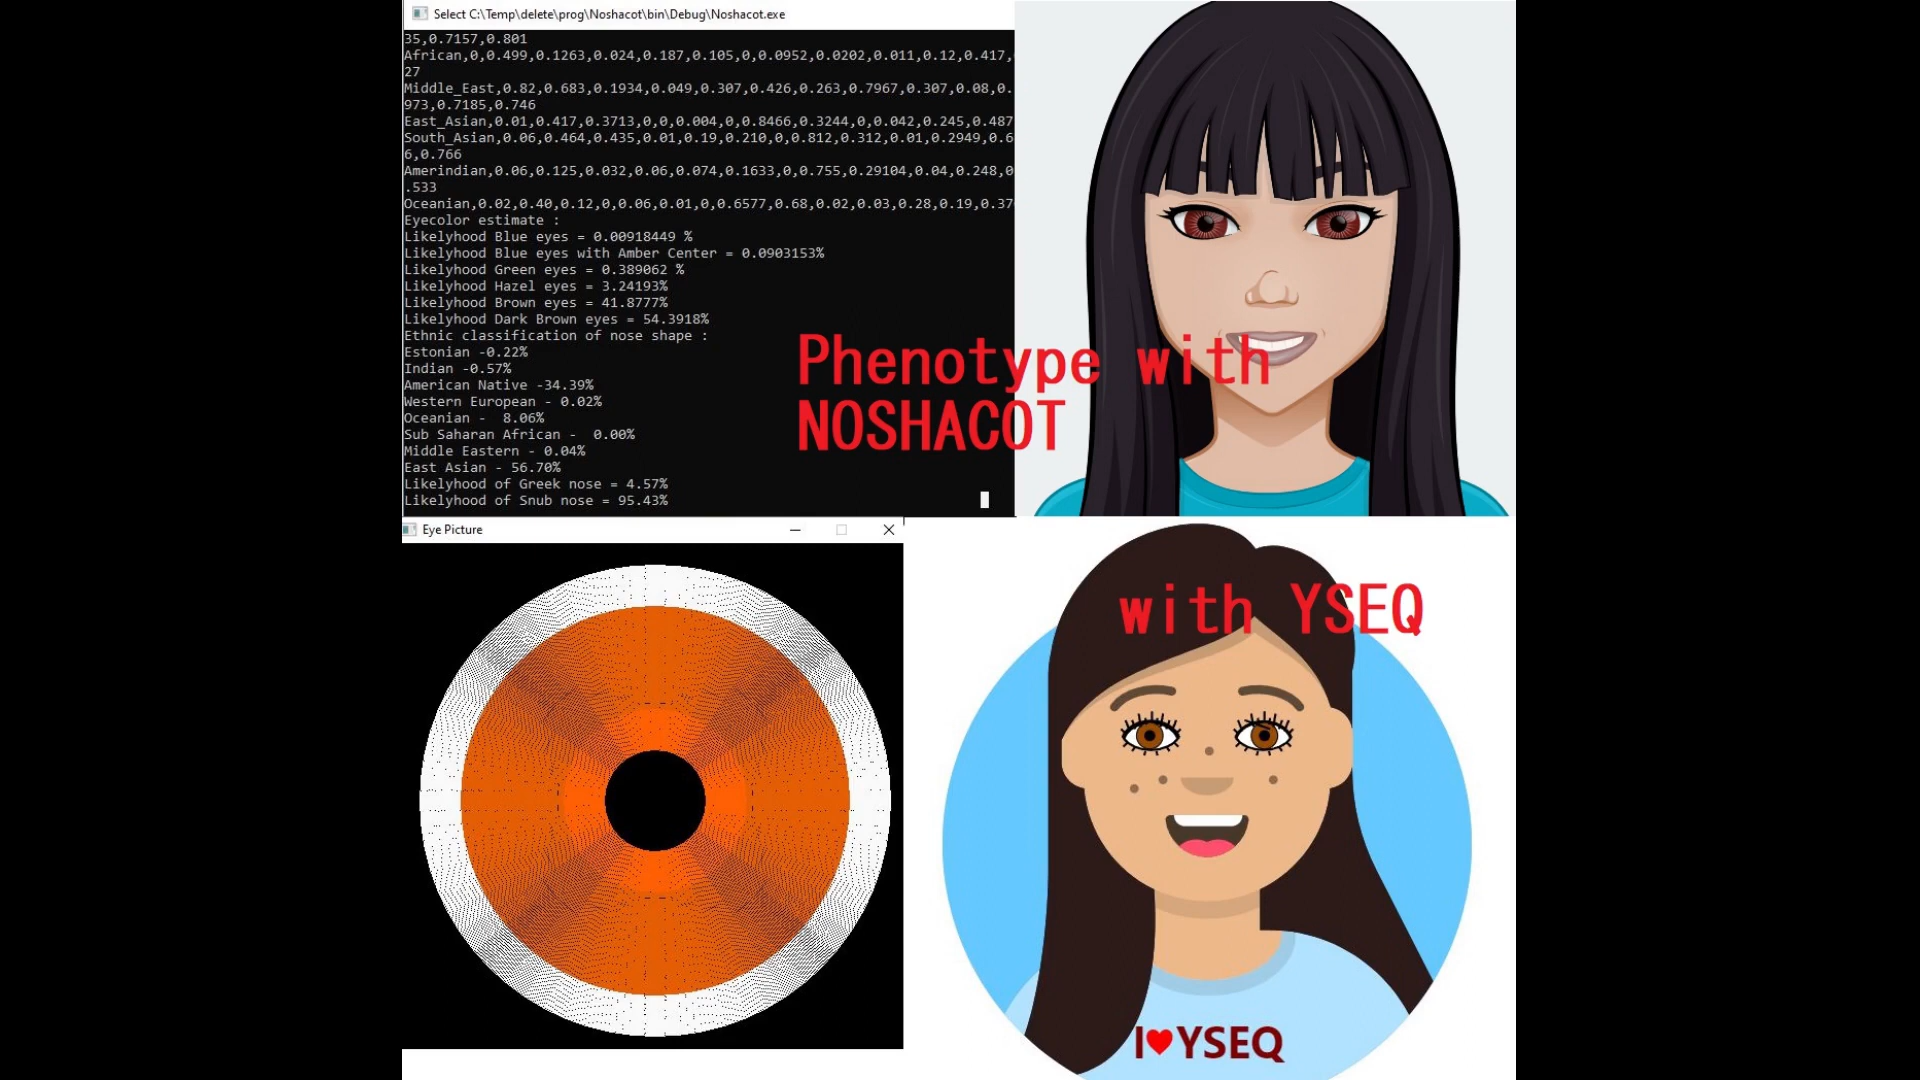 Select C:\Temp\delete\prog\Noshacot\bin\Debug\Noshacot.exe
35,0.7157,0.801
African,0,0.499,0.1263,0.024,0.187,0.105,0,0.0952,0.0202,0.011,0.12,0.417,
27
Middle_East,0.82,0.683,0.1934,0.049,0.307,0.426,0.263,0.7967,0.307,0.08,0.
973,0.7185,0.746
East_Asian,0.01,0.417,0.3713,0,0,0.004,0,0.8466,0.3244,0,0.042,0.245,0.487
South_Asian,0.06,0.464,0.435,0.01,0.19,0.210,0,0.812,0.312,0.01,0.2949,0.6
6,0.766
Amerindian,0.06,0.125,0.032,0.06,0.074,0.1633,0,0.755,0.29104,0.04,0.248,0
.533
Oceanian,0.02,0.40,0.12,0,0.06,0.01,0,0.6577,0.68,0.02,0.03,0.28,0.19,0.37
Eyecolor estimate :
Likelyhood Blue eyes = 0.00918449 %
Likelyhood Blue eyes with Amber Center = 0.0903153%
Likelyhood Green eyes = 0.389062 %
Likelyhood Hazel eyes = 3.24193%
Likelyhood Brown eyes = 41.8777%
Likelyhood Dark Brown eyes = 54.3918%
Ethnic classification of nose shape :
Estonian -0.22%
Indian -0.57%
American Native -34.39%
Western European - 0.02%
Oceanian -  8.06%
Sub Saharan African -  0.00%
Middle Eastern - 0.04%
East Asian - 56.70%
Likelyhood of Greek nose = 4.57%
Likelyhood of Snub nose = 95.43%
Phenotype with
NOSHACOT
Eye Picture
with YSEQ
I♥YSEQ